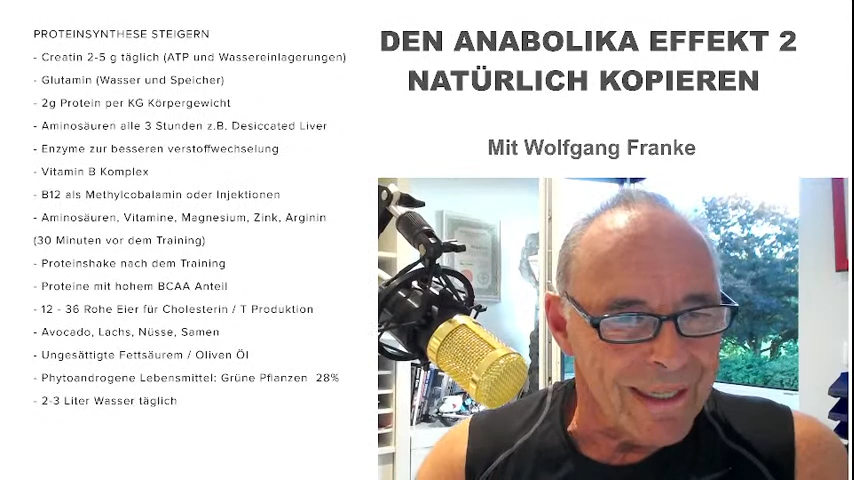 PROTEINSYNTHESE STEIGERN
- Creatin 2-5 g täglich (ATP und Wassereinlagerungen)
- Glutamin (Wasser und Speicher)
- 2g Protein per KG Körpergewicht
- Aminosäuren alle 3 Stunden z.B. Desiccated Liver
- Enzyme zur besseren verstoffwechselung
- Vitamin B Komplex
- B12 als Methylcobalamin oder Injektionen
- Aminosäuren, Vitamine, Magnesium, Zink, Arginin
(30 Minuten vor dem Training)
- Proteinshake nach dem Training
- Proteine mit hohem BCAA Anteil
- 12 - 36 Rohe Eier für Cholesterin / T Produktion
- Avocado, Lachs, Nüsse, Samen
- Ungesättigte Fettsäurem / Oliven Öl
- Phytoandrogene Lebensmittel: Grüne Pflanzen 28%
- 2-3 Liter Wasser täglich
DEN ANABOLIKA EFFEKT 2
NATÜRLICH KOPIEREN
Mit Wolfgang Franke